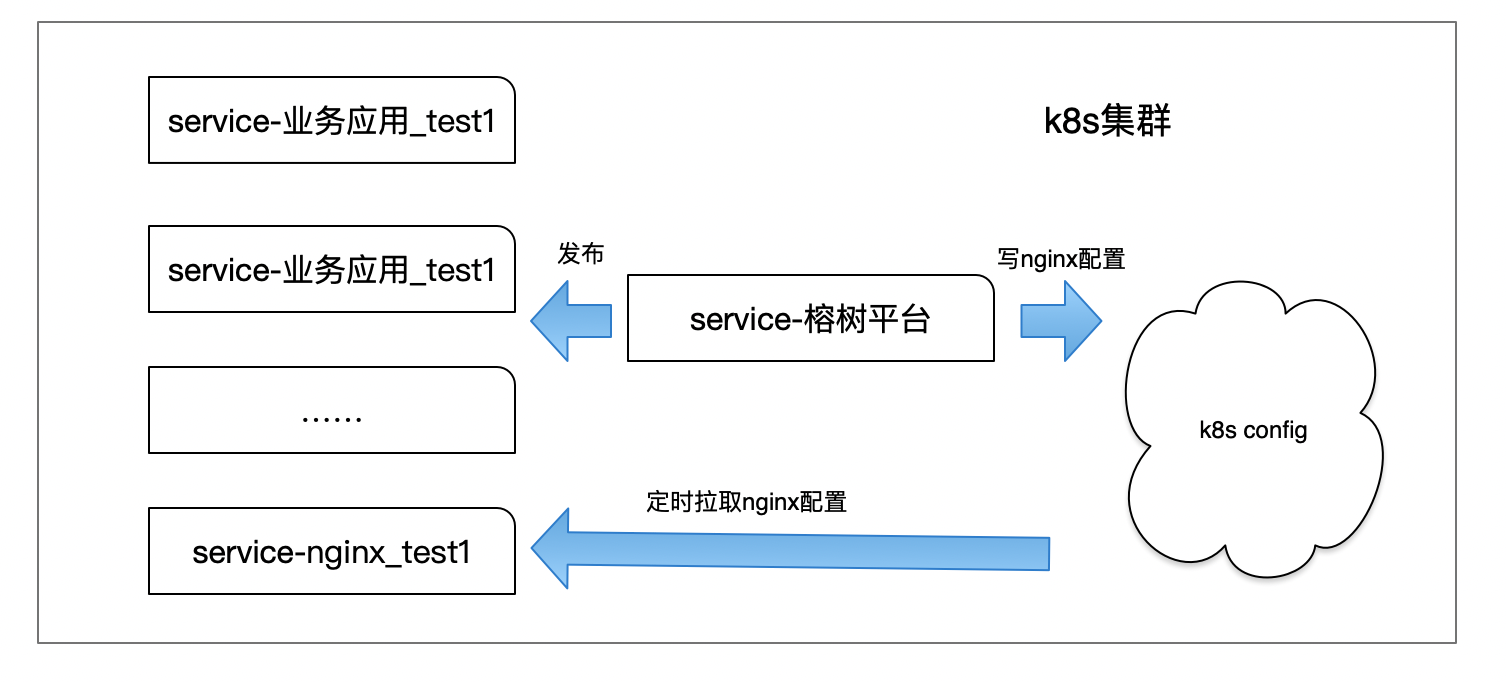 service-业务应用_test1
k8s集群
service-业务应用_test1
发布
写nginx配置
service-榕树平台
……
k8s config
定时拉取nginx配置
service-nginx_test1